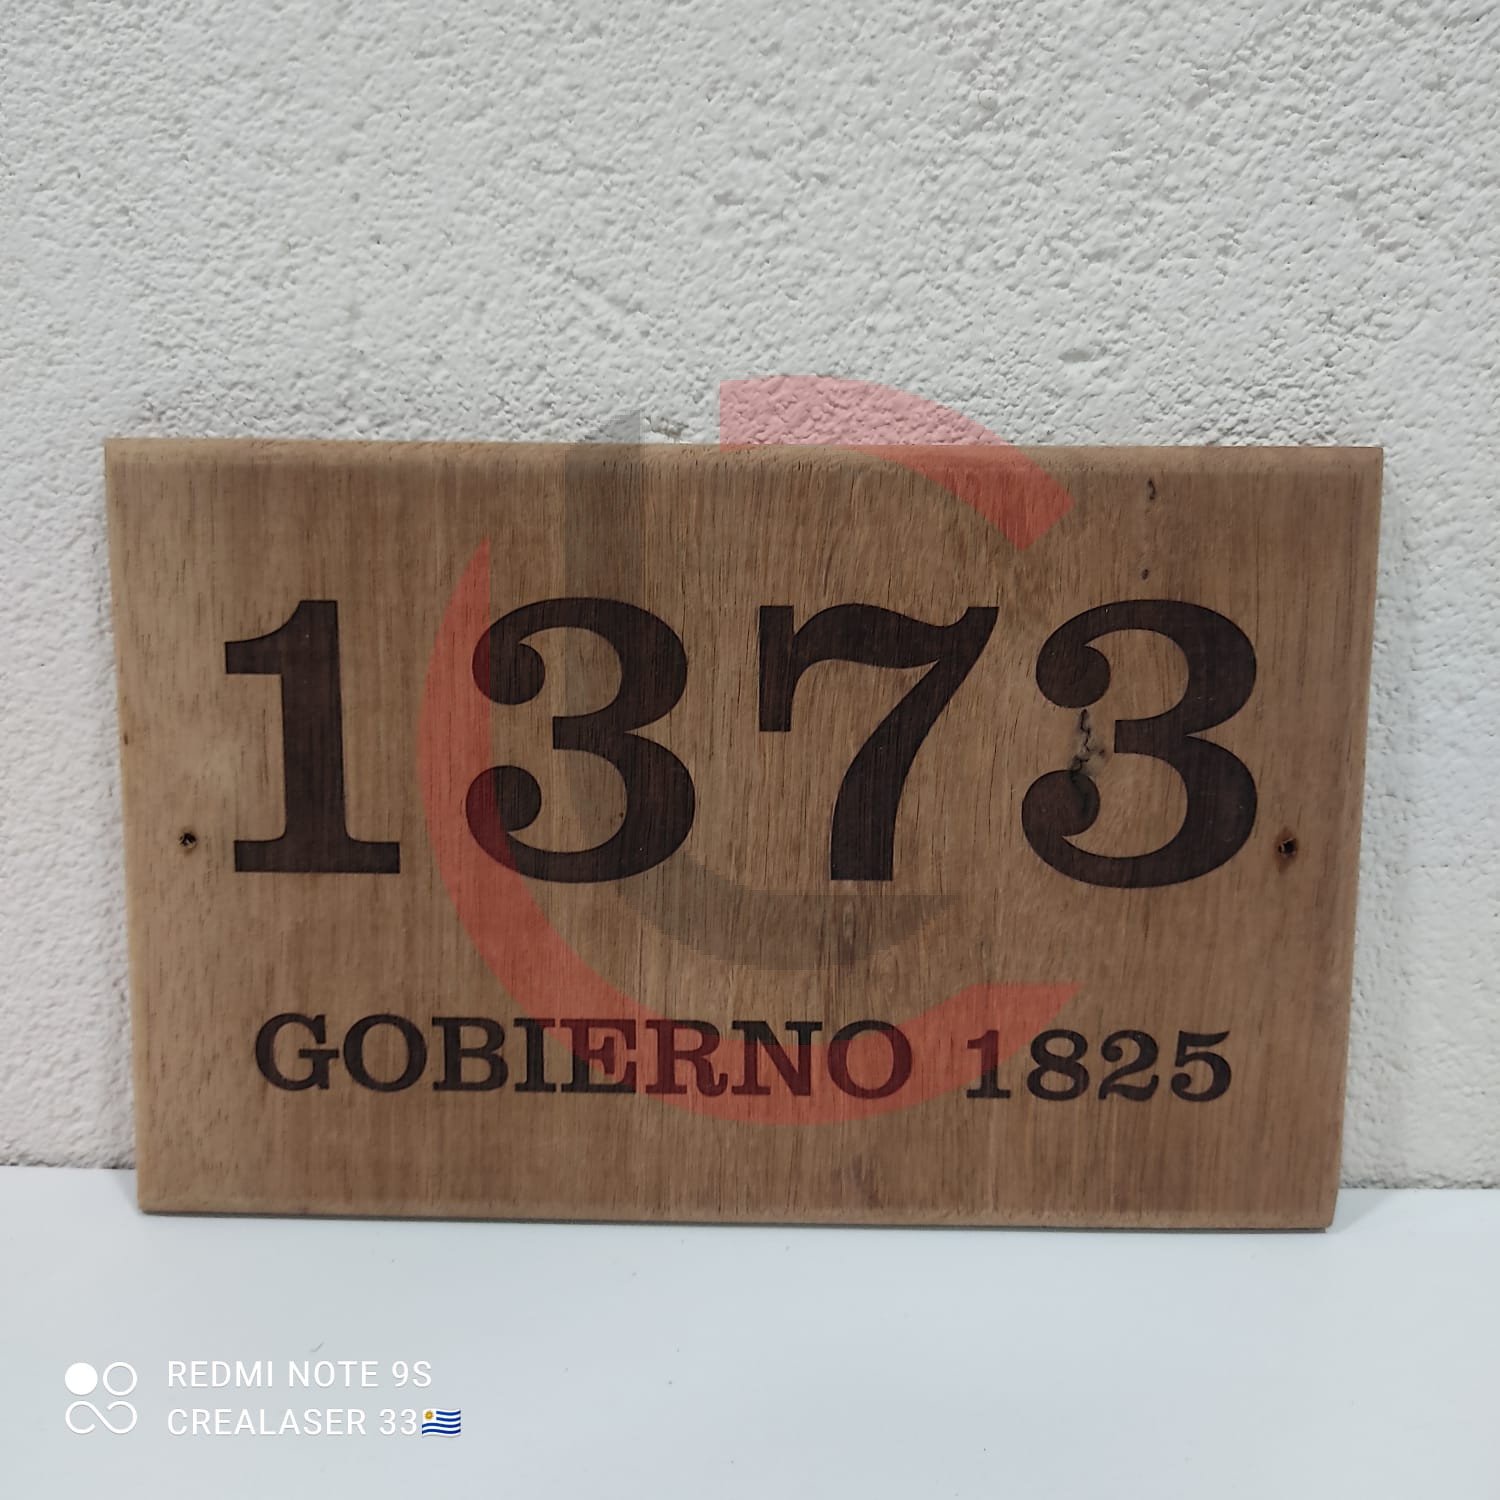 1373
GOBIERNO 1825
REDMI NOTE 9S
CREALASER 33🇺🇾